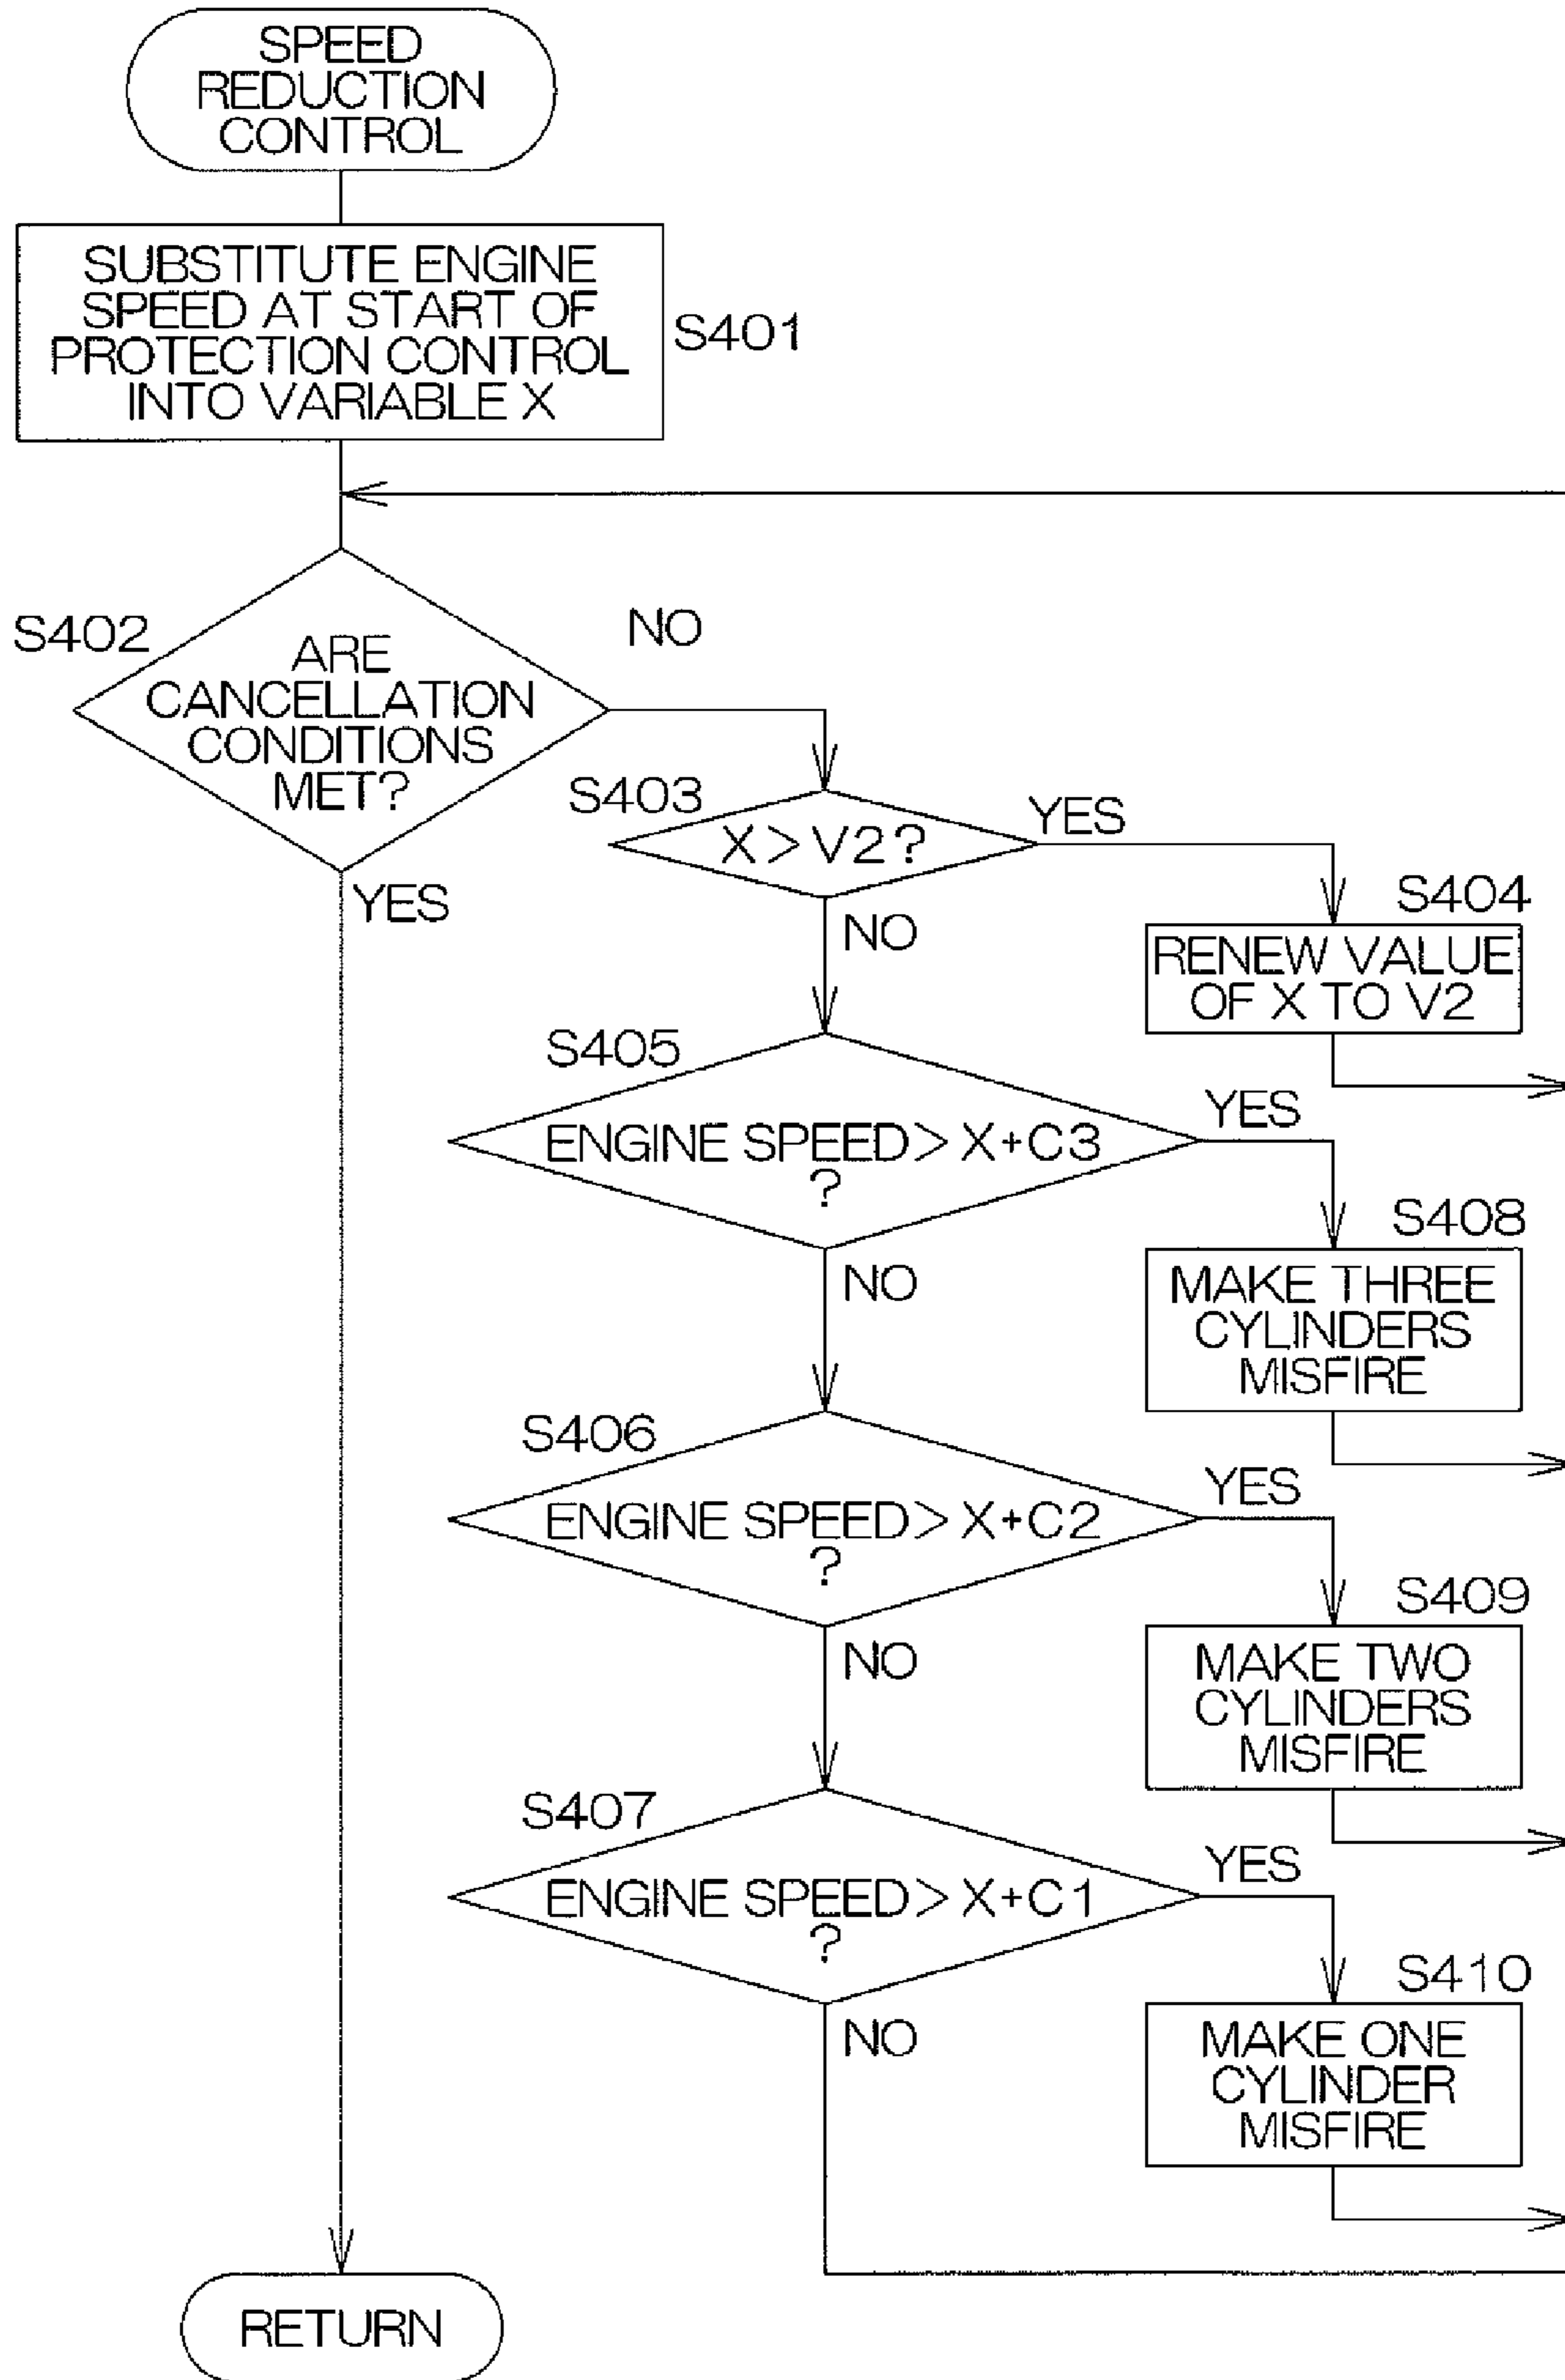 SPEED
REDUCTION
CONTROL
SUBSTITUTE ENGINE
SPEED AT START OF
PROTECTION CONTROL
INTO VARIABLE X
S401
S402
ARE
CANCELLATION
CONDITIONS
MET?
NO
YES
S403
X > V2 ?
YES
NO
S404
RENEW VALUE
OF X TO V2
S405
ENGINE SPEED > X+C3
?
YES
NO
S408
MAKE THREE
CYLINDERS
MISFIRE
S406
ENGINE SPEED > X+C2
?
YES
NO
S409
MAKE TWO
CYLINDERS
MISFIRE
S407
ENGINE SPEED > X+C1
?
YES
NO
S410
MAKE ONE
CYLINDER
MISFIRE
RETURN